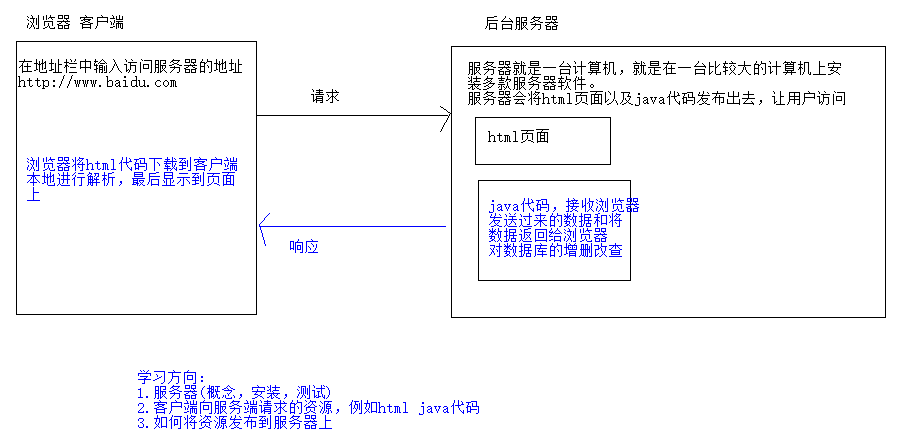 浏览器 客户端
在地址栏中输入访问服务器的地址
http://www.baidu.com
浏览器将html代码下载到客户端
本地进行解析，最后显示到页面
上
请求
响应
后台服务器
服务器就是一台计算机，就是在一台比较大的计算机上安
装多款服务器软件。
服务器会将html页面以及java代码发布出去，让用户访问
html页面
java代码，接收浏览器
发送过来的数据和将
数据返回给浏览器
对数据库的增删改查
学习方向：
1.服务器(概念，安装，测试)
2.客户端向服务端请求的资源，例如html java代码
3.如何将资源发布到服务器上